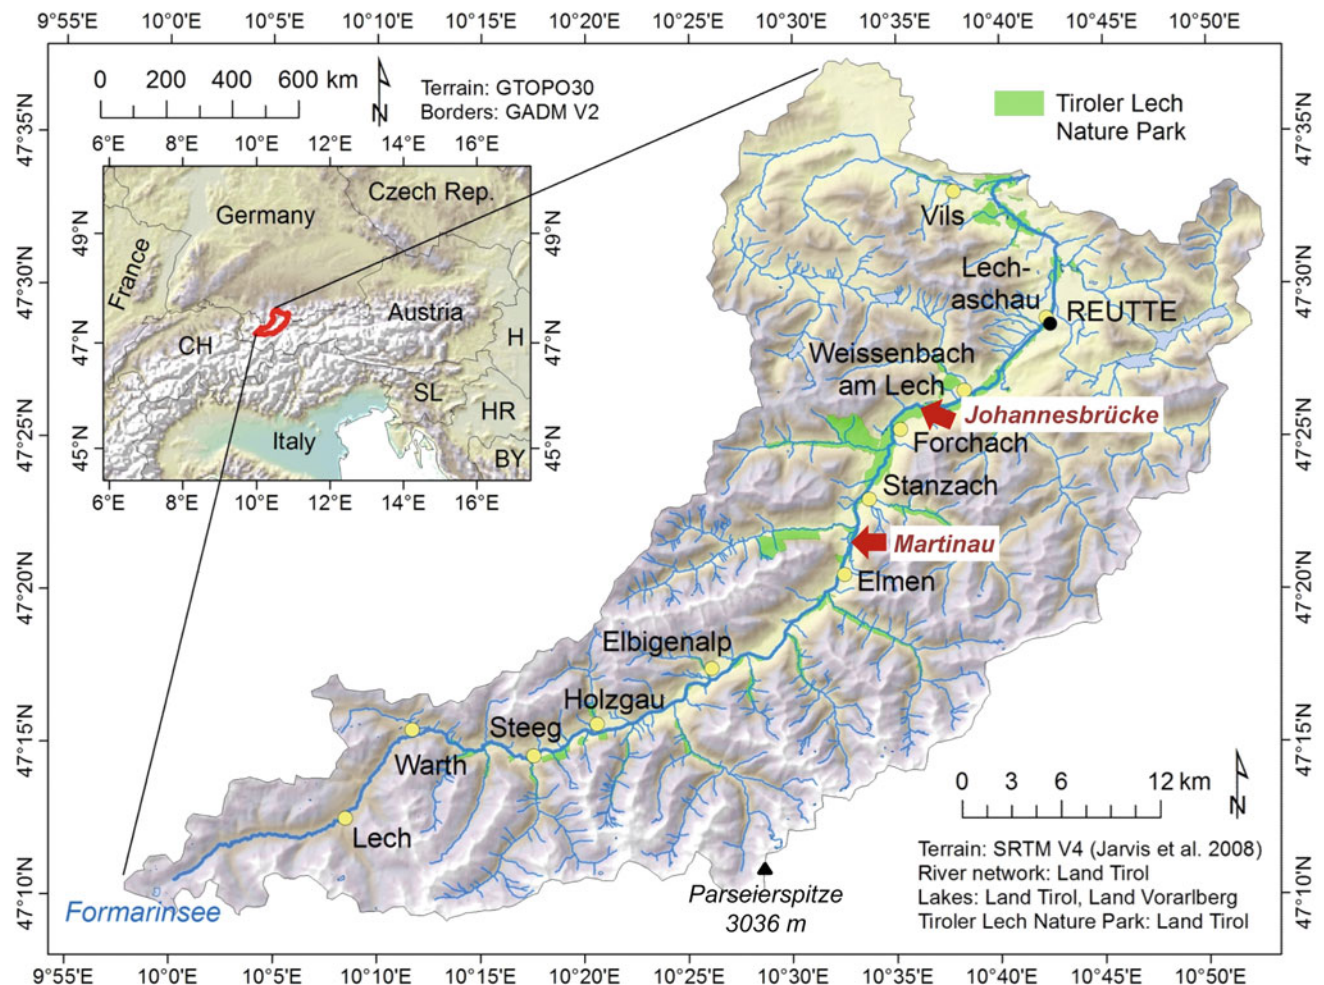 9°55'E 10°0'E 10°5'E 10°10'E 10°15'E 10°20'E 10°25'E 10°30'E 10°35'E 10°40'E 10°45'E 10°50'E
0 200 400 600 km
N
Terrain: GTOPO30
Borders: GADM V2
Tiroler Lech
Nature Park
47°35'N
47°35'N
6°E 8°E 10°E 12°E 14°E 16°E
Czech Rep.
Germany
49°N
49°N
France
Austria
CH
47°N
H
47°N
SL
HR
Italy
45°N
BY
45°N
6°E 8°E 10°E 12°E 14°E 16°E
Vils
47°30'N
47°30'N
Lech-
aschau
REUTTE
Weissenbach
am Lech
Johannesbrücke
47°25'N
47°25'N
Forchach
Stanzach
Martinau
47°20'N
47°20'N
Elmen
Elbigenalp
Holzgau
Steeg
47°15'N
47°15'N
Warth
Lech
0 3 6 12 km
N
47°10'N
47°10'N
Formarinsee
Parseierspitze
3036 m
Terrain: SRTM V4 (Jarvis et al. 2008)
River network: Land Tirol
Lakes: Land Tirol, Land Vorarlberg
Tiroler Lech Nature Park: Land Tirol
9°55'E 10°0'E 10°5'E 10°10'E 10°15'E 10°20'E 10°25'E 10°30'E 10°35'E 10°40'E 10°45'E 10°50'E